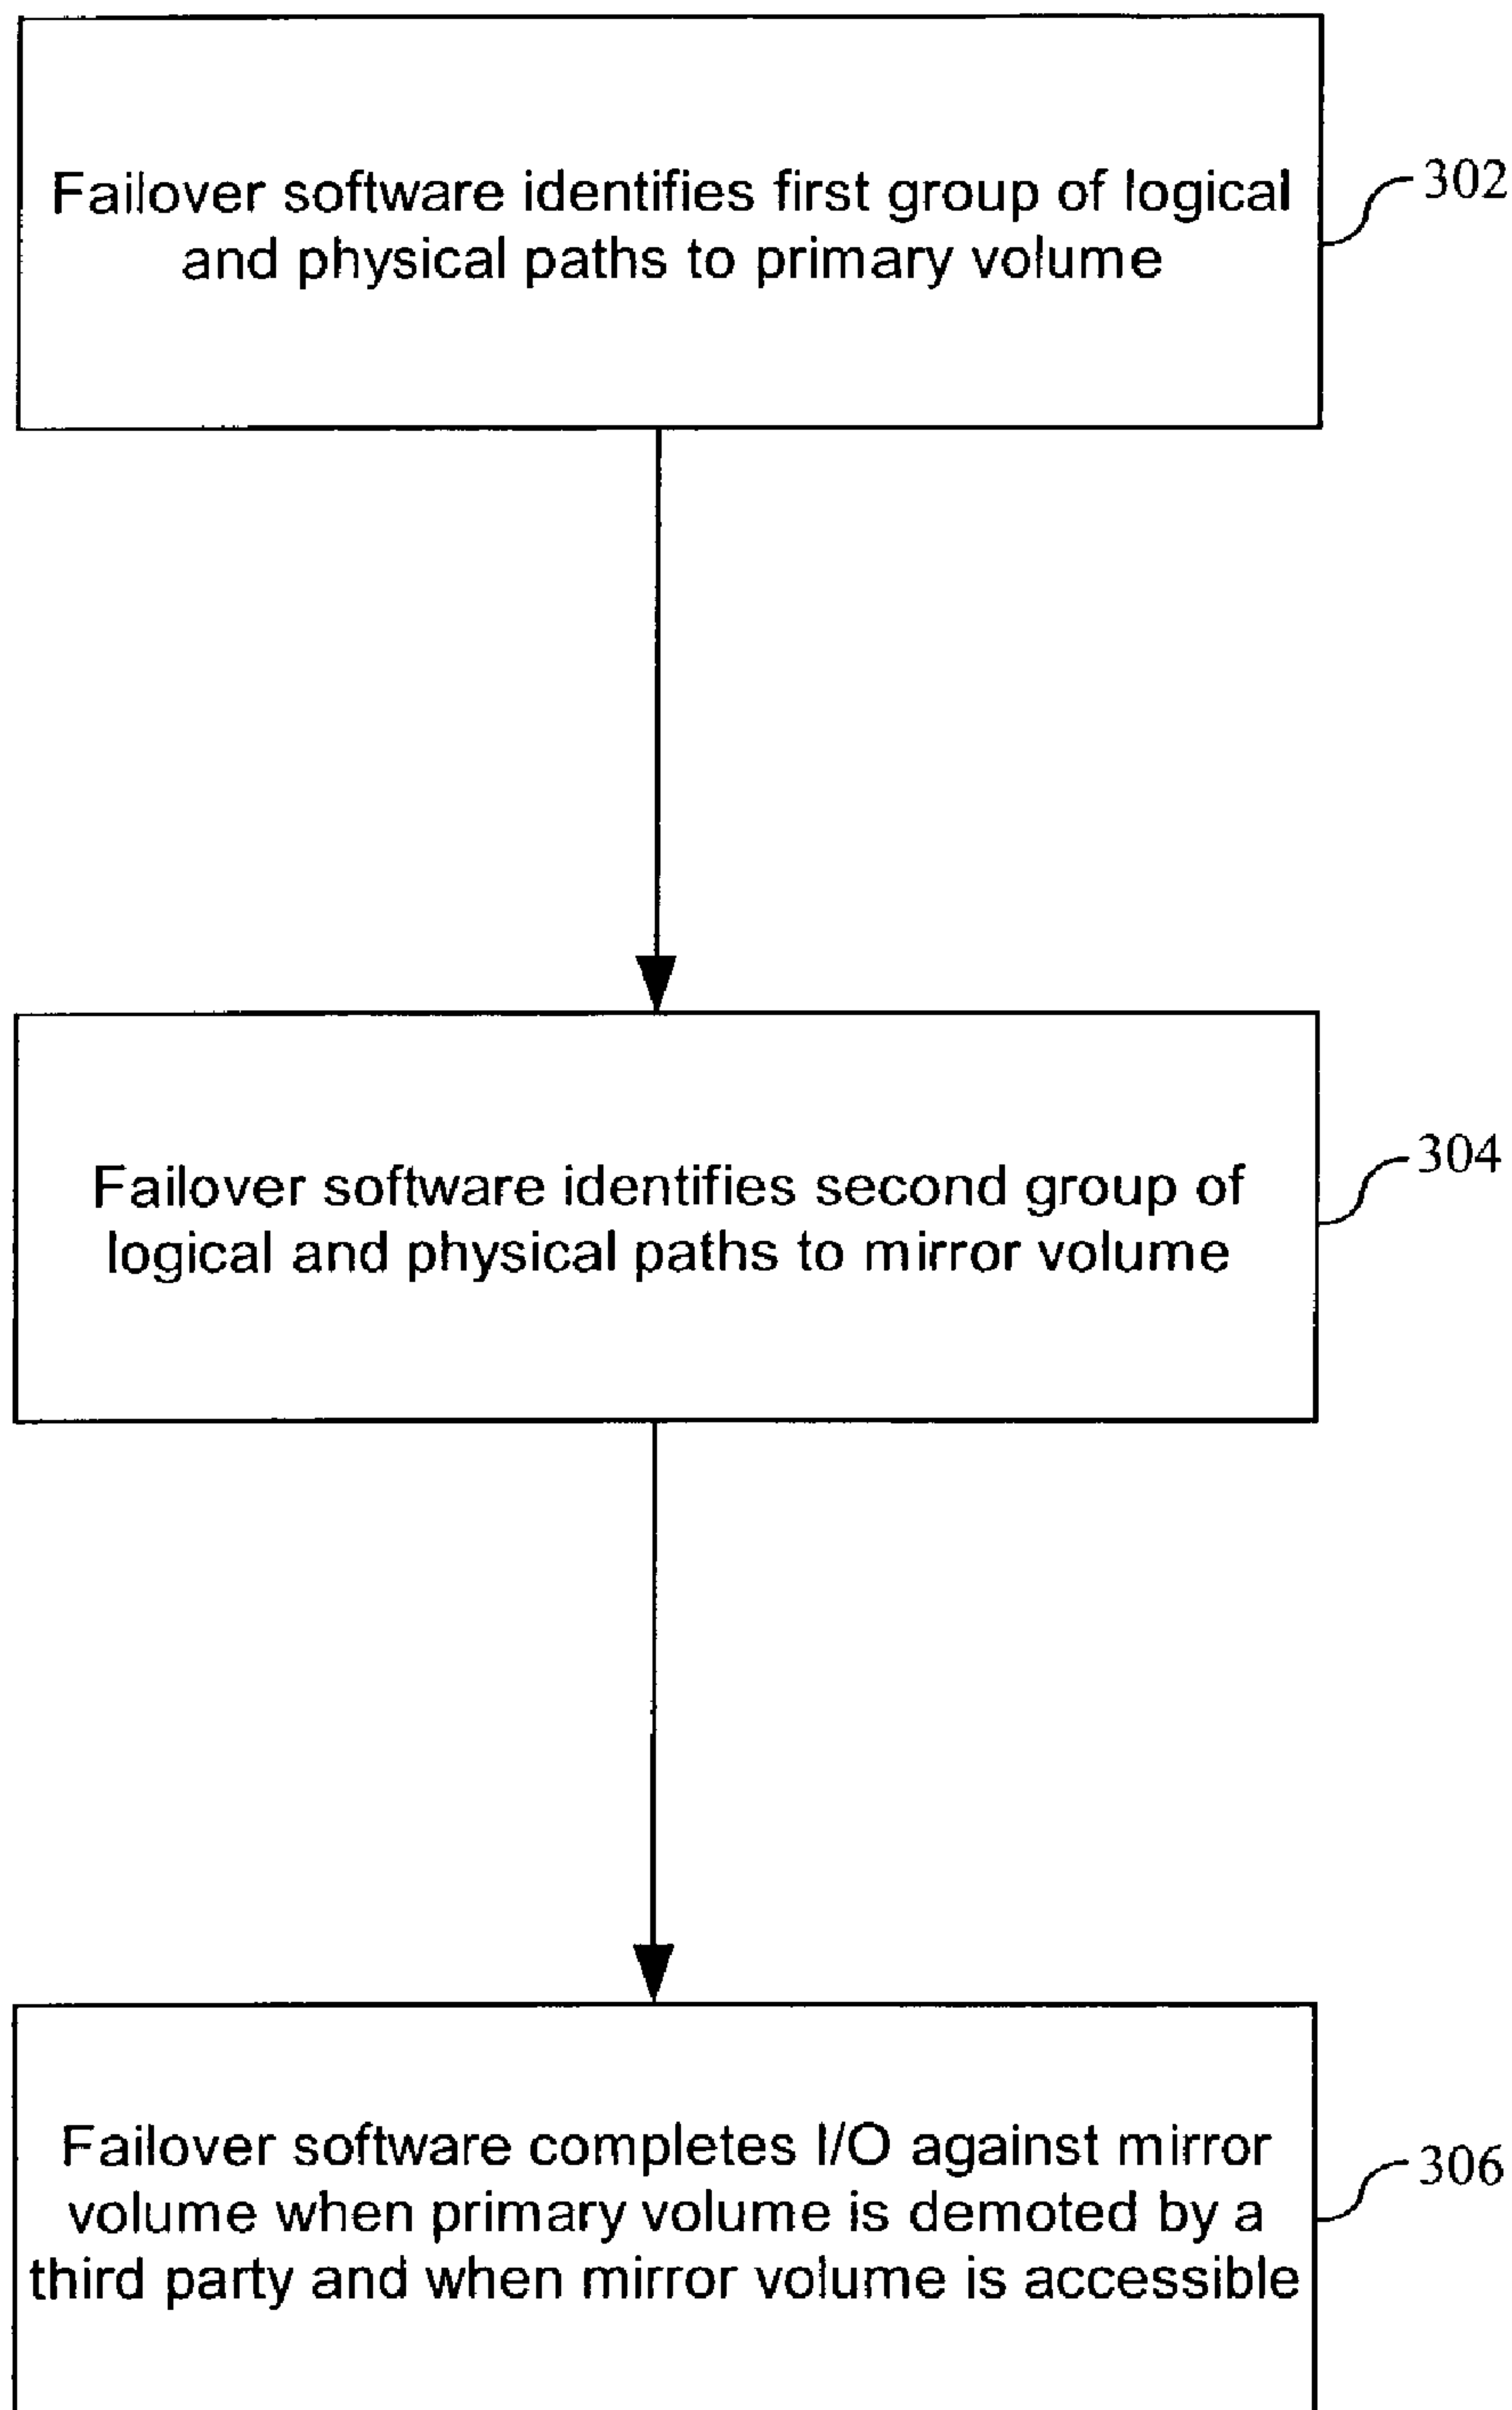 Failover software identifies first group of logical
and physical paths to primary volume
302
Failover software identifies second group of
logical and physical paths to mirror volume
304
Failover software completes I/O against mirror
volume when primary volume is demoted by a
third party and when mirror volume is accessible
306